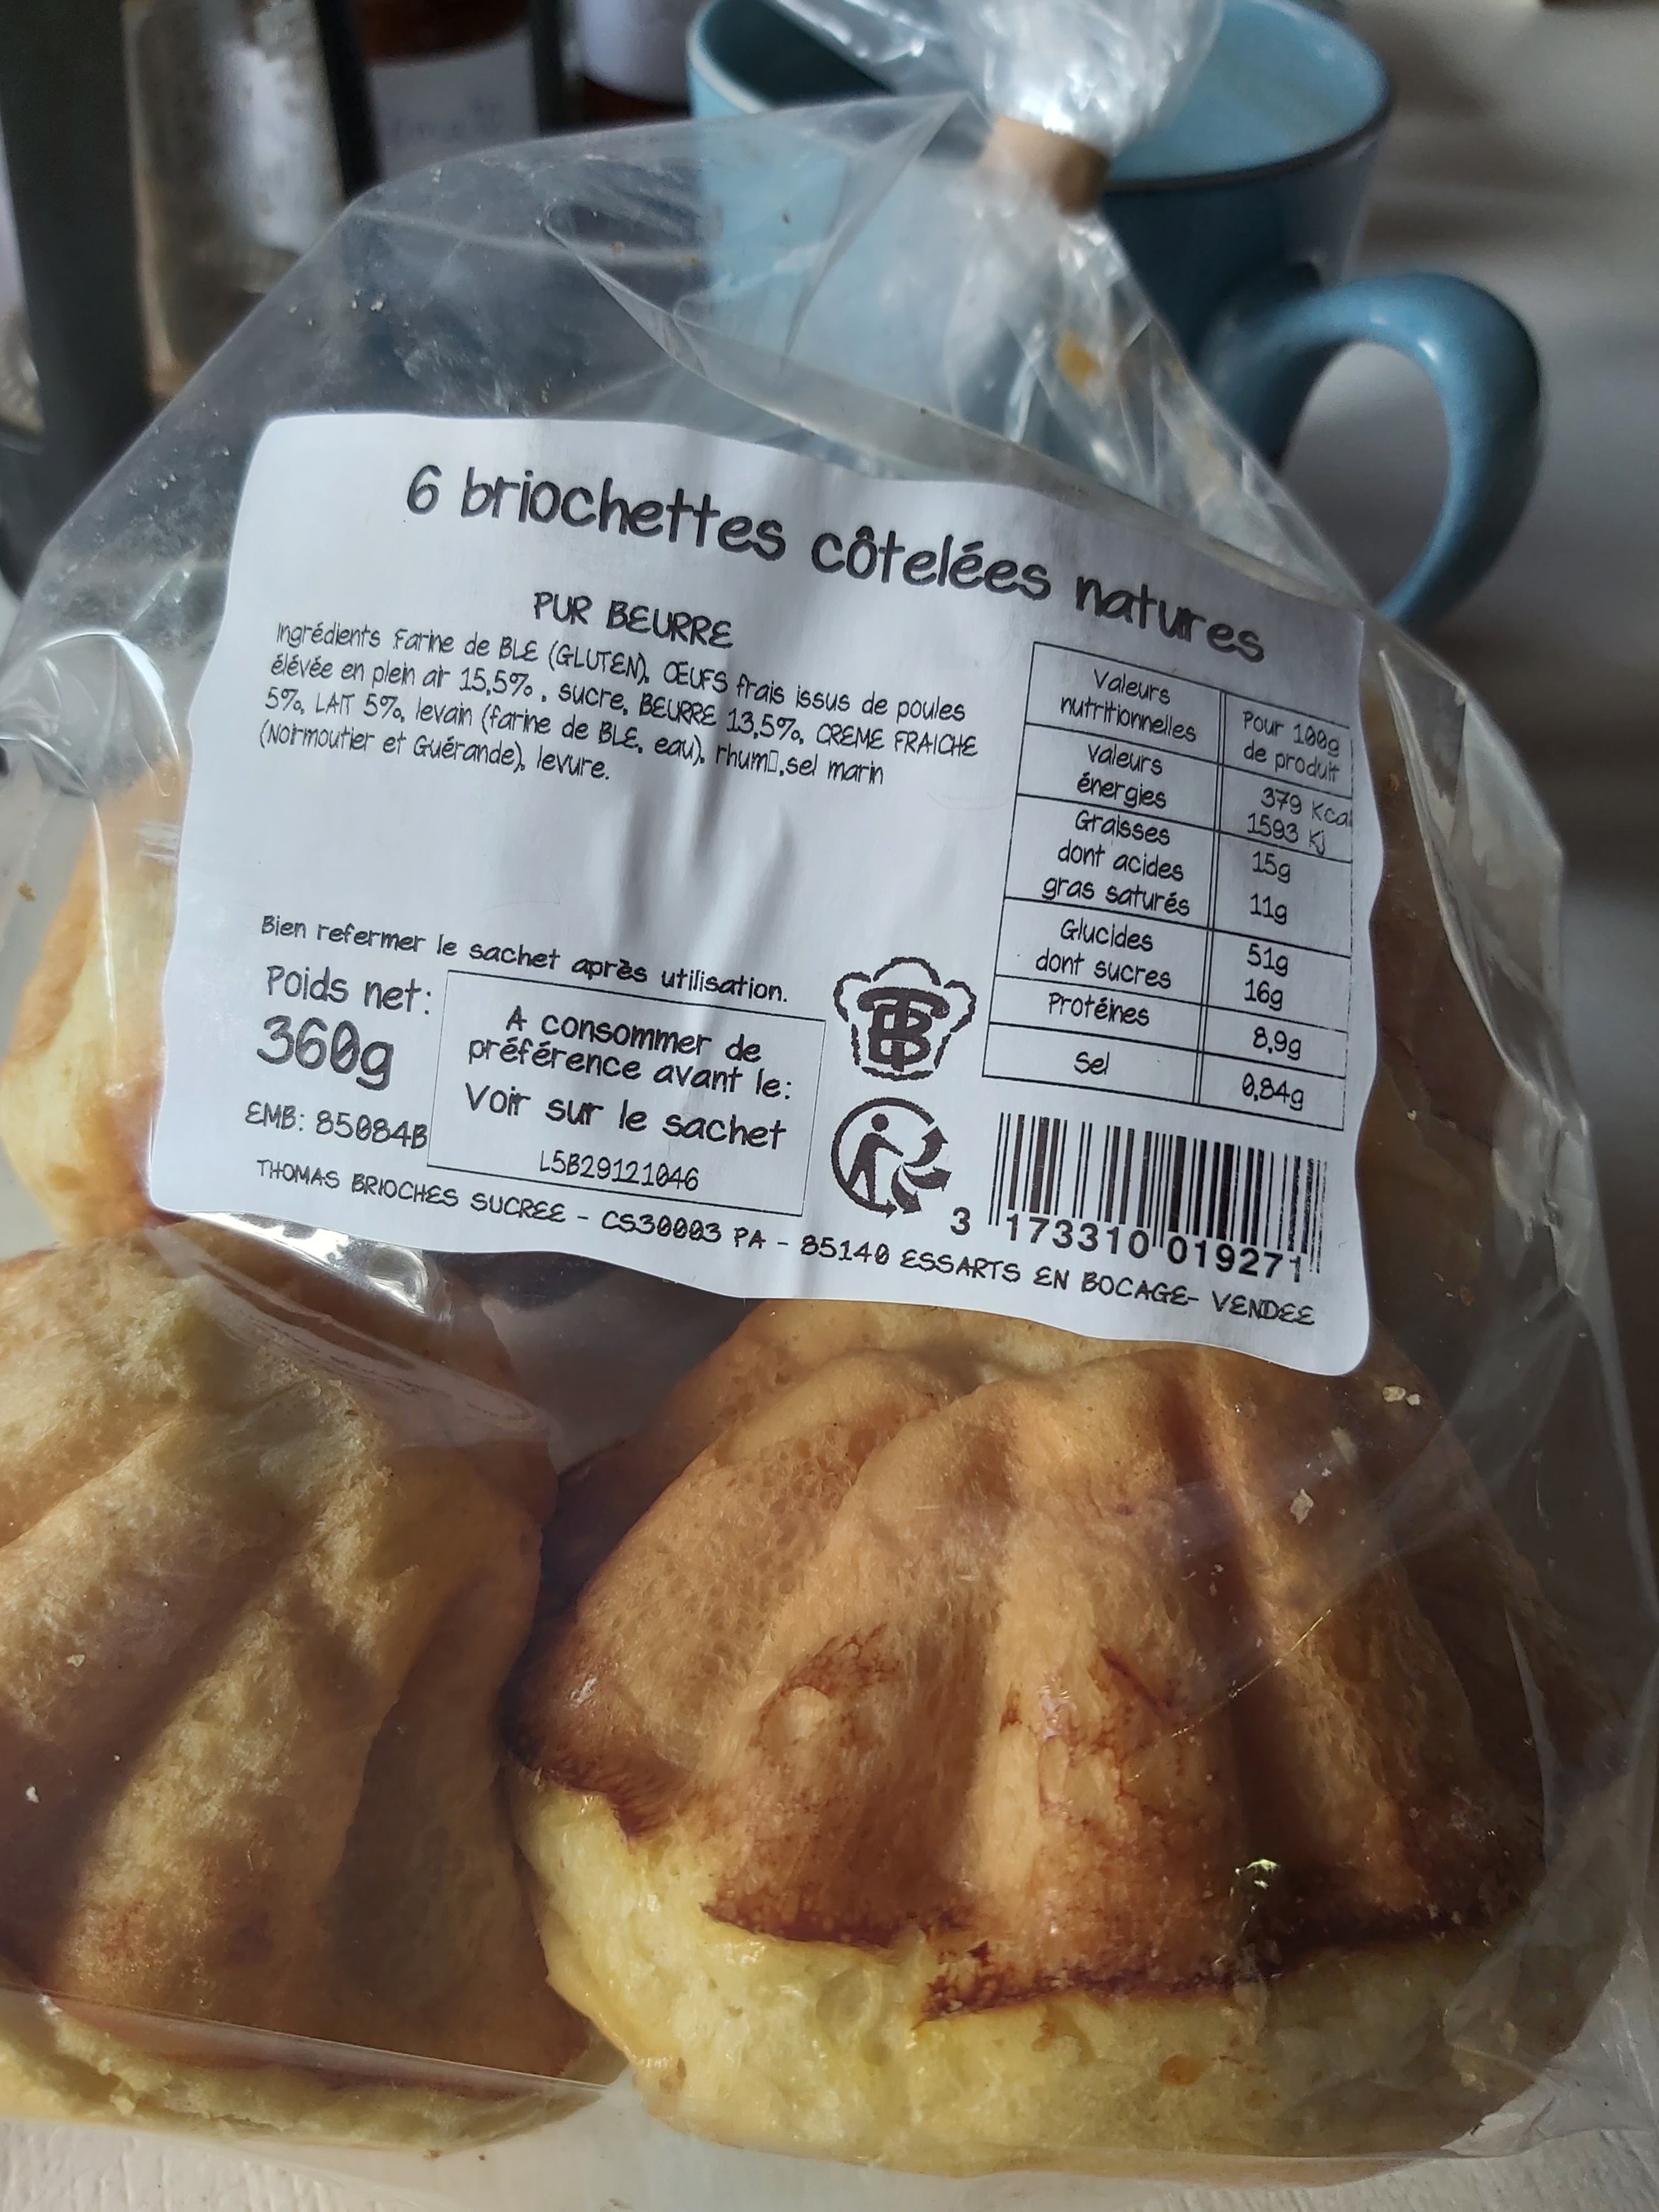 6 briochettes côtelées natures
PUR BEURRE
Ingrédients Farine de BLE (GLUTEN), ŒUFS frais issus de poules
élévée en plein air 15,5% , sucre, BEURRE 13,5%, CREME FRAICHE
5%, LAIT 5%, levain (farine de BLE, eau), rhum▯,sel marin
(Noirmoutier et Guérande), levure.
Valeurs nutritionnelles Pour 100g de produit
Valeurs énergies 379 Kcal 1593 Kj
Graisses 15g
dont acides gras saturés 11g
Glucides 51g
dont sucres 16g
Protéines 8,9g
Sel 0,84g
Bien refermer le sachet après utilisation.
Poids net:
360g
EMB: 85084B
A consommer de
préférence avant le:
Voir sur le sachet
L5B29121046
TB
3 173310 019271
THOMAS BRIOCHES SUCREE - CS30003 PA - 85140 ESSARTS EN BOCAGE- VENDEE